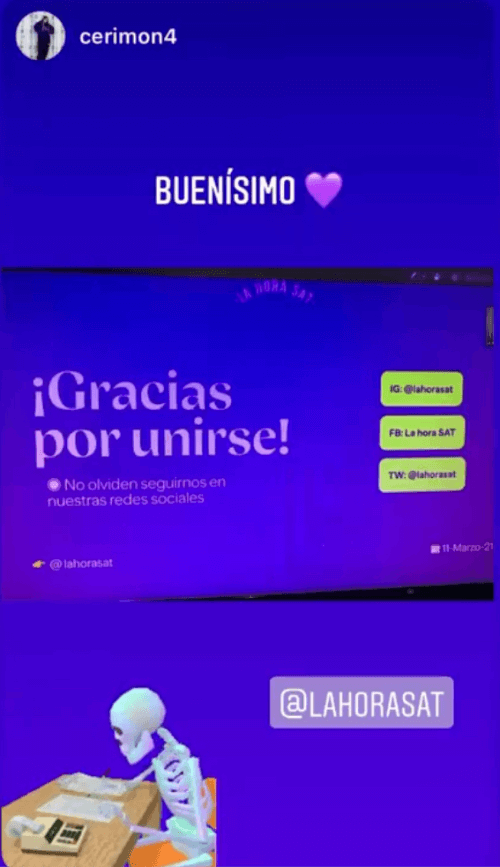 cerimon4
BUENÍSIMO
LA HORA SAT
¡Gracias
por unirse!
IG: @lahorasat
FB: La hora SAT
TW: @lahorasat
No olviden seguirnos en
nuestras redes sociales
11-Marzo-21
@lahorasat
@LAHORASAT